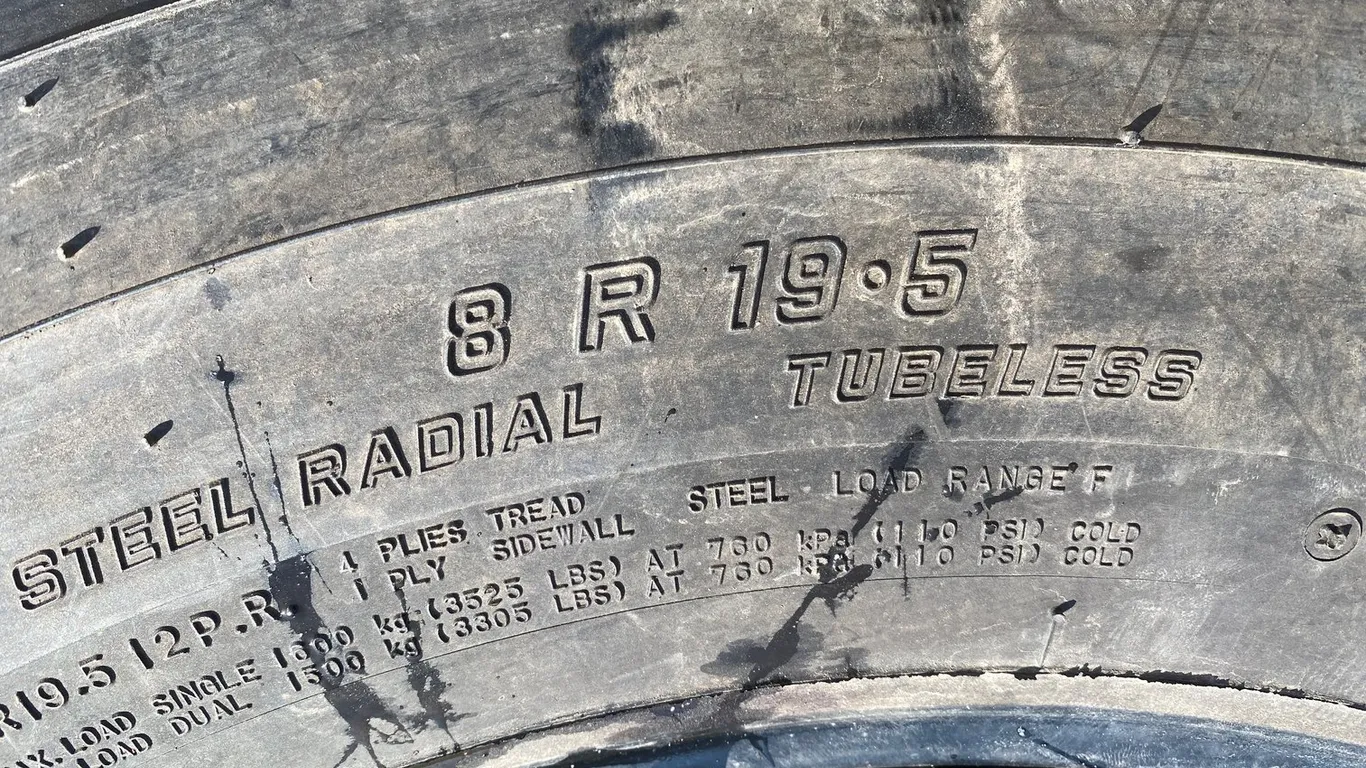 8 R 19.5
STEEL RADIAL TUBELESS
4 PLIES TREAD STEEL LOAD RANGE F
1 PLY SIDEWALL
R19.5 12P.R.
LOAD SINGLE 1600 kg (3525 LBS) AT 760 kPa (110 PSI) COLD
LOAD DUAL 1500 kg (3305 LBS) AT 760 kPa (110 PSI) COLD